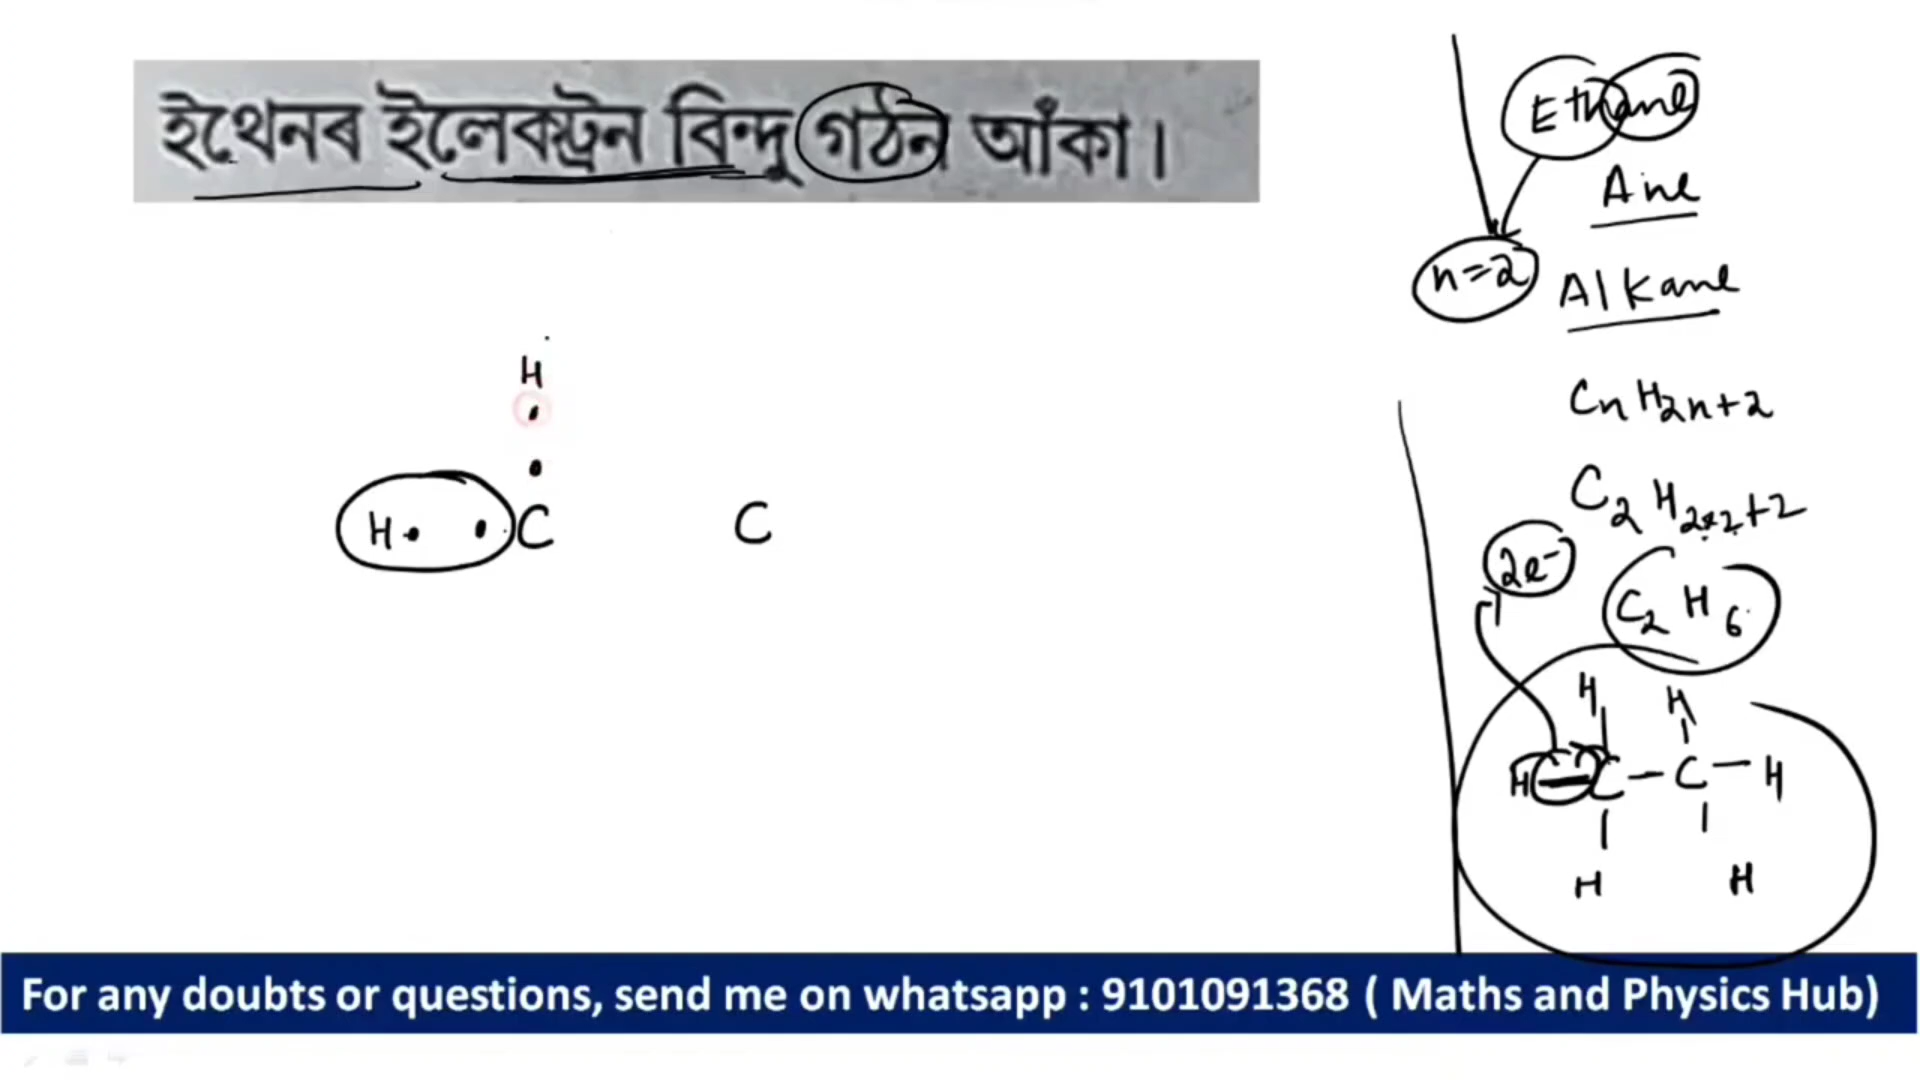 ইথেনৰ ইলেকট্ৰন বিন্দু গঠন আঁকা।
H
H C C
Ethane
Ane
n=2
Alkane
CnH2n+2
C2H2×2+2
2e-
C2H6
H H
H C - C - H
H H
For any doubts or questions, send me on whatsapp : 9101091368 ( Maths and Physics Hub)